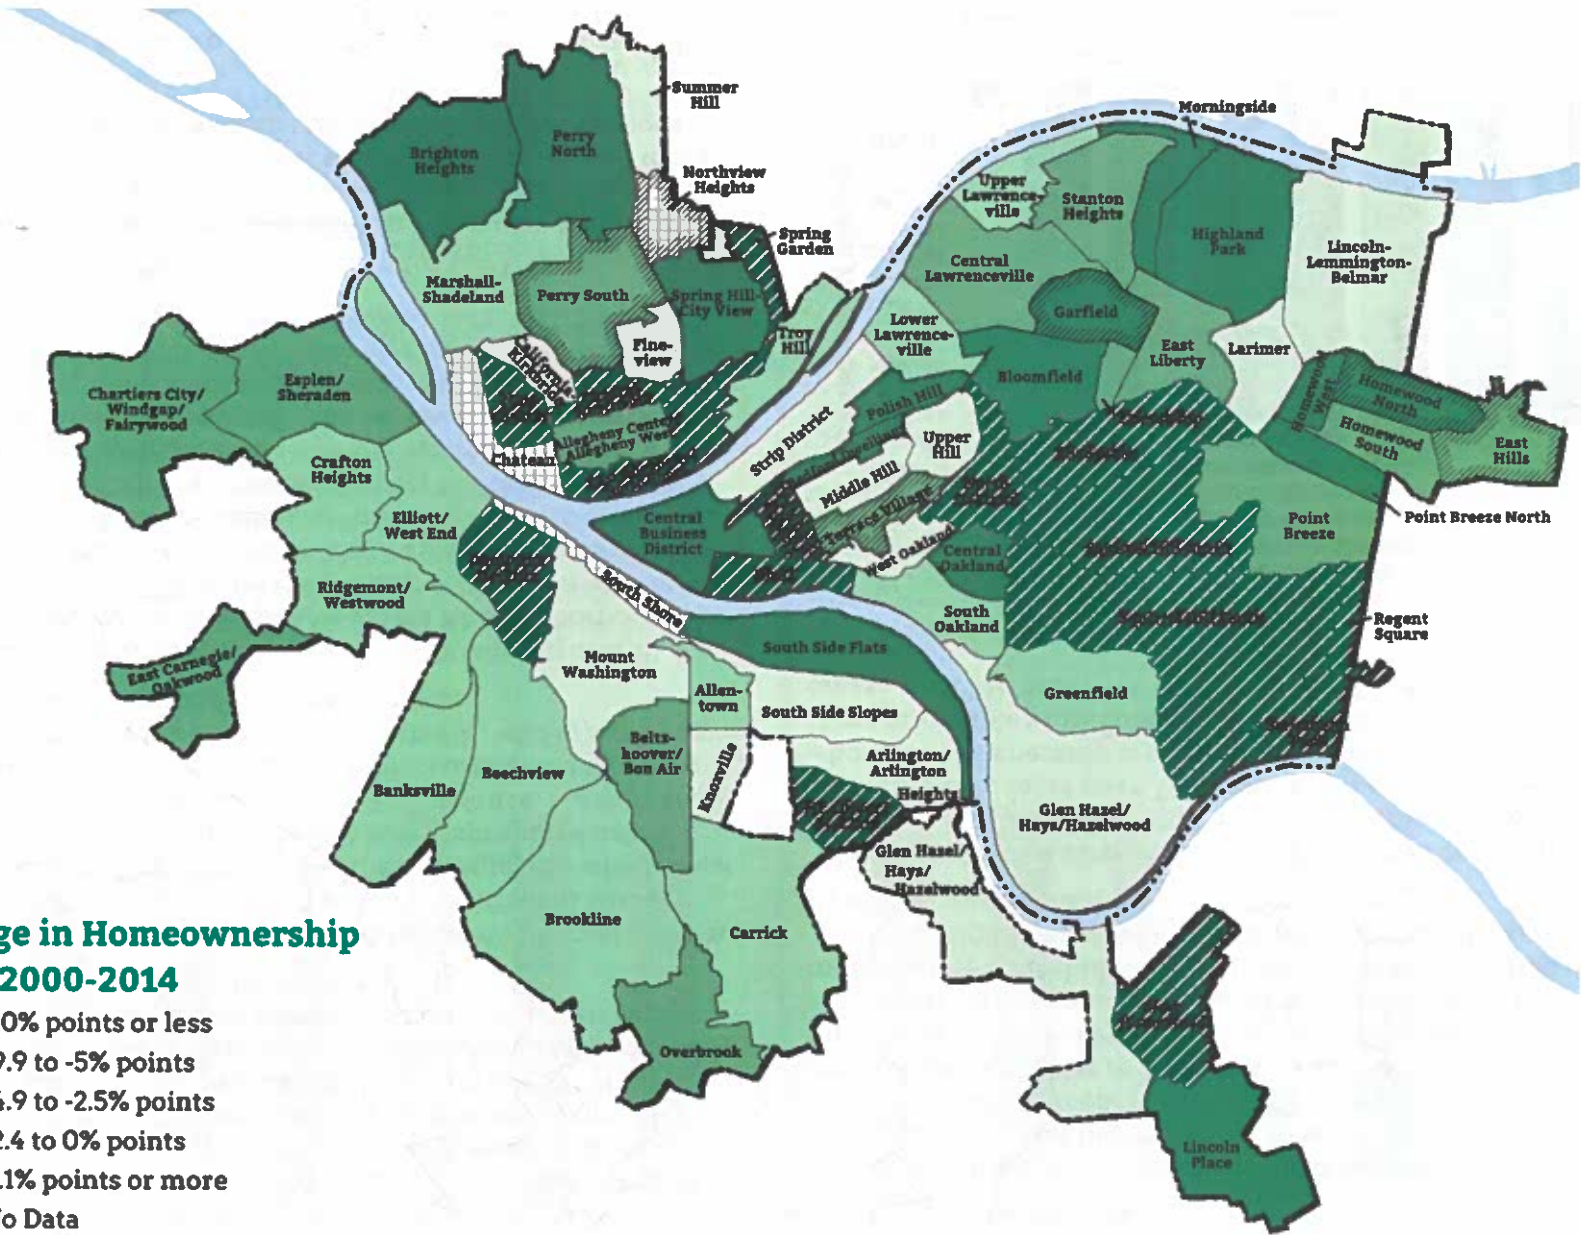 Summer
Hill
Morningside
Perry
North
Brighton
Heights
Northview
Heights
Upper
Lawrence-
ville
Stanton
Heights
Spring
Garden
Highland
Park
Lincoln-
Lemmington-
Belmar
Marshall-
Shadeland
Perry South
Spring Hill-
City View
Central
Lawrenceville
Garfield
Fine-
view
Troy
Hill
Lower
Lawrence-
ville
East
Liberty
Larimer
California
Kirkbride
Chartiers City/
Windgap/
Fairywood
Esplen/
Sheraden
Bloomfield
Homewood
West
Homewood
North
Polish Hill
Homewood
South
East
Hills
Allegheny Center
Allegheny West
Strip District
Upper
Hill
Crafton
Heights
Chateau
Middle Hill
Terrace Village
Elliott/
West End
Central
Business
District
West Oakland
Central
Oakland
Point
Breeze
Point Breeze North
Bluff
Ridgemont/
Westwood
South Shore
South
Oakland
Regent
Square
East Carnegie/
Oakwood
Mount
Washington
South Side Flats
Allen-
town
South Side Slopes
Greenfield
Beltz-
hoover/
Bon Air
Knoxville
Arlington/
Arlington
Heights
Beechview
Banksville
Glen Hazel/
Hays/Hazelwood
Glen Hazel/
Hays/
Hazelwood
Brookline
Carrick
Overbrook
Lincoln
Place
ge in Homeownership
2000-2014
0% points or less
9.9 to -5% points
4.9 to -2.5% points
2.4 to 0% points
.1% points or more
o Data